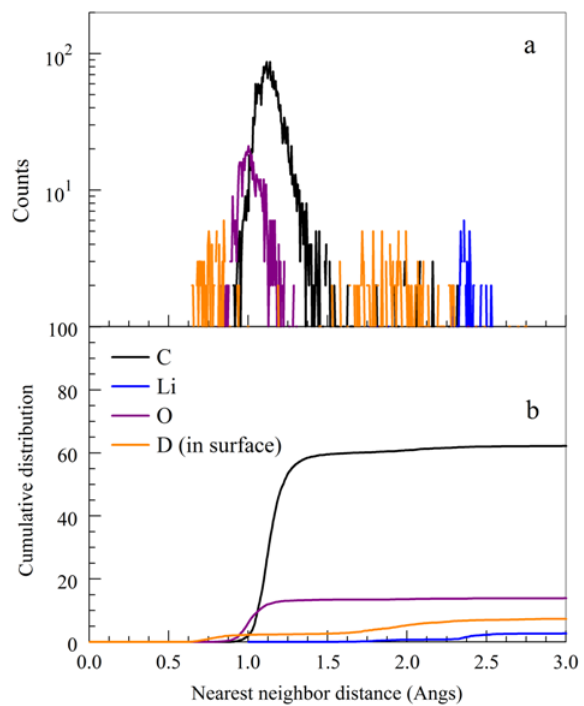 a
10²
10¹
Counts
100
80
60
40
20
0
Cumulative distribution
C
Li
O
D (in surface)
b
0.0 0.5 1.0 1.5 2.0 2.5 3.0
Nearest neighbor distance (Angs)